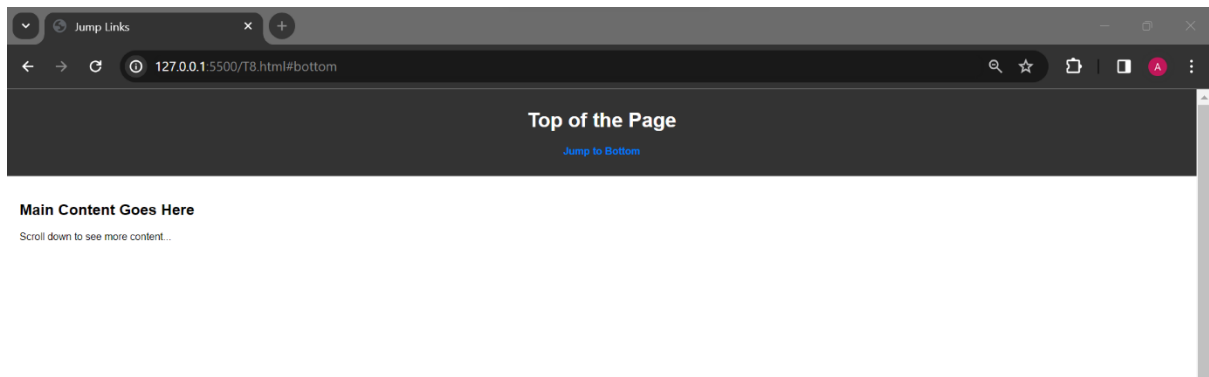 Jump Links
127.0.0.1:5500/T8.html#bottom
A
Top of the Page
Jump to Bottom
Main Content Goes Here
Scroll down to see more content...